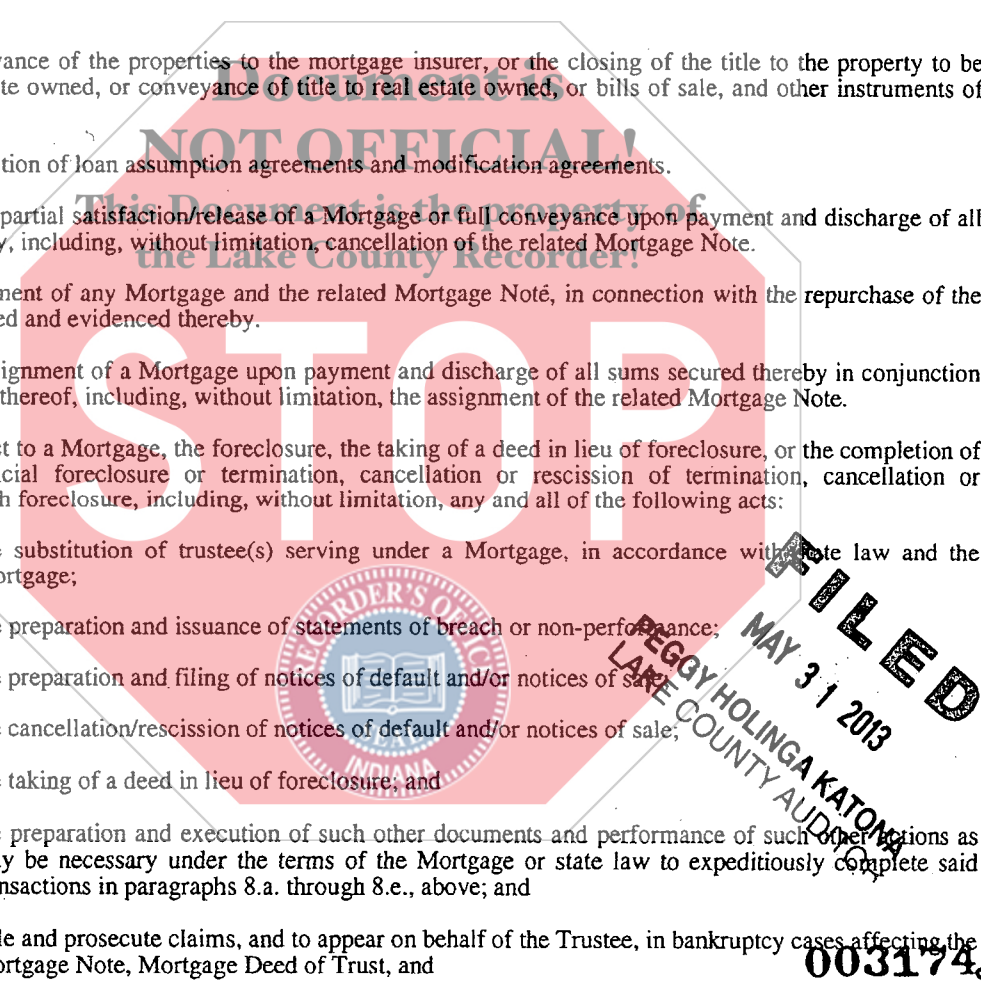 Document is
NOT OFFICIAL!
This Document is the property of
the Lake County Recorder!
STOP
of the properties to the mortgage insurer, or the closing of the title to the property to be
owned, or conveyance of title to real estate owned, or bills of sale, and other instruments of
of loan assumption agreements and modification agreements.
partial satisfaction/release of a Mortgage or full conveyance upon payment and discharge of all
including, without limitation, cancellation of the related Mortgage Note.
of any Mortgage and the related Mortgage Note, in connection with the repurchase of the
and evidenced thereby.
of a Mortgage upon payment and discharge of all sums secured thereby in conjunction
thereof, including, without limitation, the assignment of the related Mortgage Note.
to a Mortgage, the foreclosure, the taking of a deed in lieu of foreclosure, or the completion of
foreclosure or termination, cancellation or rescission of termination, cancellation or
foreclosure, including, without limitation, any and all of the following acts:
substitution of trustee(s) serving under a Mortgage, in accordance with state law and the
preparation and issuance of statements of breach or non-performance;
preparation and filing of notices of default and/or notices of sale;
cancellation/rescission of notices of default and/or notices of sale;
taking of a deed in lieu of foreclosure; and
preparation and execution of such other documents and performance of such other actions as
be necessary under the terms of the Mortgage or state law to expeditiously complete said
in paragraphs 8.a. through 8.e., above; and
and prosecute claims, and to appear on behalf of the Trustee, in bankruptcy cases affecting the
Note, Mortgage Deed of Trust, and
RECORDER'S OFFICE
SEAL
INDIANA
FILED
MAY 31 2013
PEGGY HOLINGA KATONA
LAKE COUNTY AUDITOR
003174